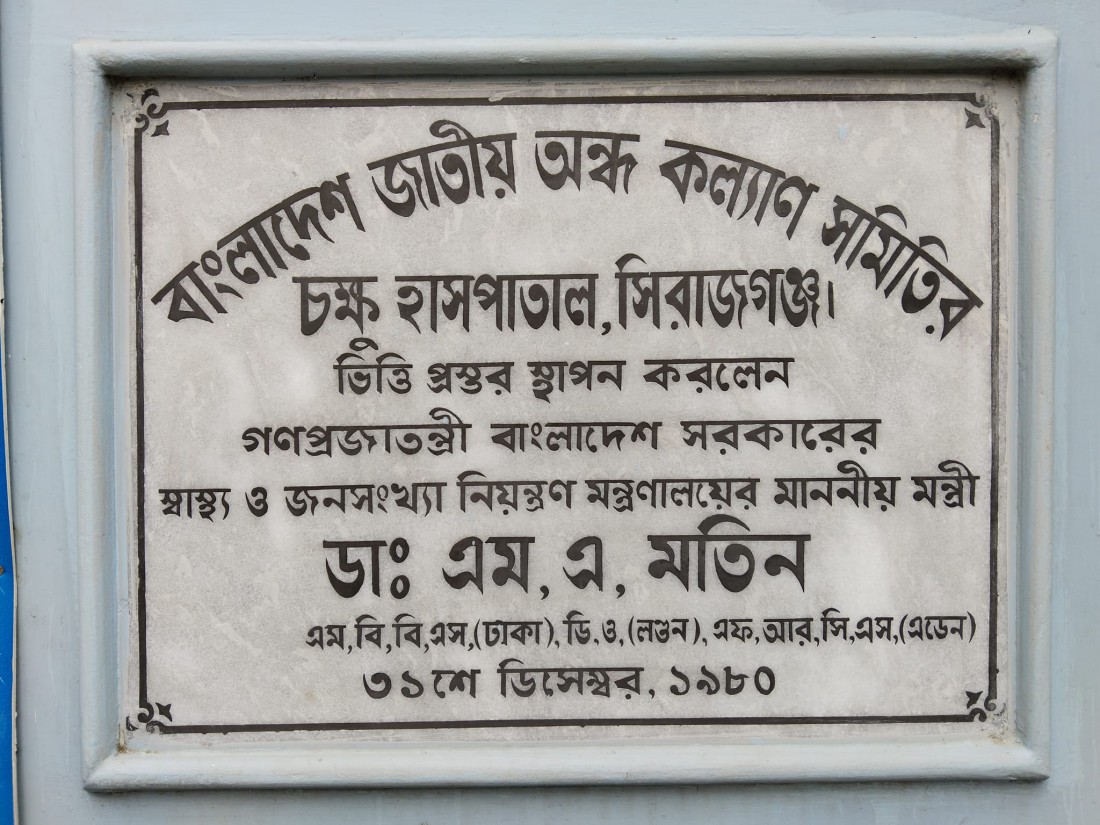 বাংলাদেশ জাতীয় অন্ধ কল্যাণ সমিতির
চক্ষু হাসপাতাল, সিরাজগঞ্জ।
ভিত্তি প্রস্তর স্থাপন করলেন
গণপ্রজাতন্ত্রী বাংলাদেশ সরকারের
স্বাস্থ্য ও জনসংখ্যা নিয়ন্ত্রণ মন্ত্রণালয়ের মাননীয় মন্ত্রী
ডাঃ এম, এ, মতিন
এম,বি,বি,এস,(ঢাকা), ডি,ও,(লণ্ডন), এফ,আর,সি,এস,(এডেন)
৩১শে ডিসেম্বর, ১৯৮০